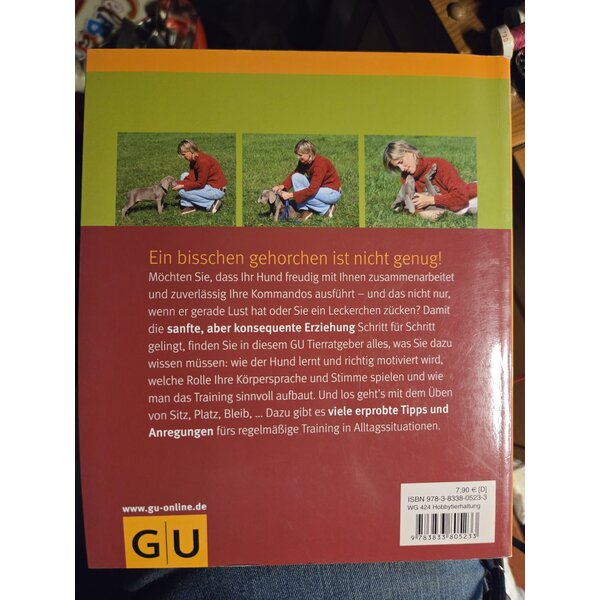 Ein bisschen gehorchen ist nicht genug!
Möchten Sie, dass Ihr Hund freudig mit Ihnen zusammenarbeitet
und zuverlässig Ihre Kommandos ausführt – und das nicht nur,
wenn er gerade Lust hat oder Sie ein Leckerchen zücken? Damit
die sanfte, aber konsequente Erziehung Schritt für Schritt
gelingt, finden Sie in diesem GU Tierratgeber alles, was Sie dazu
wissen müssen: wie der Hund lernt und richtig motiviert wird,
welche Rolle Ihre Körpersprache und Stimme spielen und wie
man das Training sinnvoll aufbaut. Und los geht's mit dem Üben
von Sitz, Platz, Bleib, ... Dazu gibt es viele erprobte Tipps und
Anregungen fürs regelmäßige Training in Alltagssituationen.
www.gu-online.de
GU
7,90 € [D]
ISBN 978-3-8338-0523-3
WG 424 Hobbytierhaltung
9 783833 805233